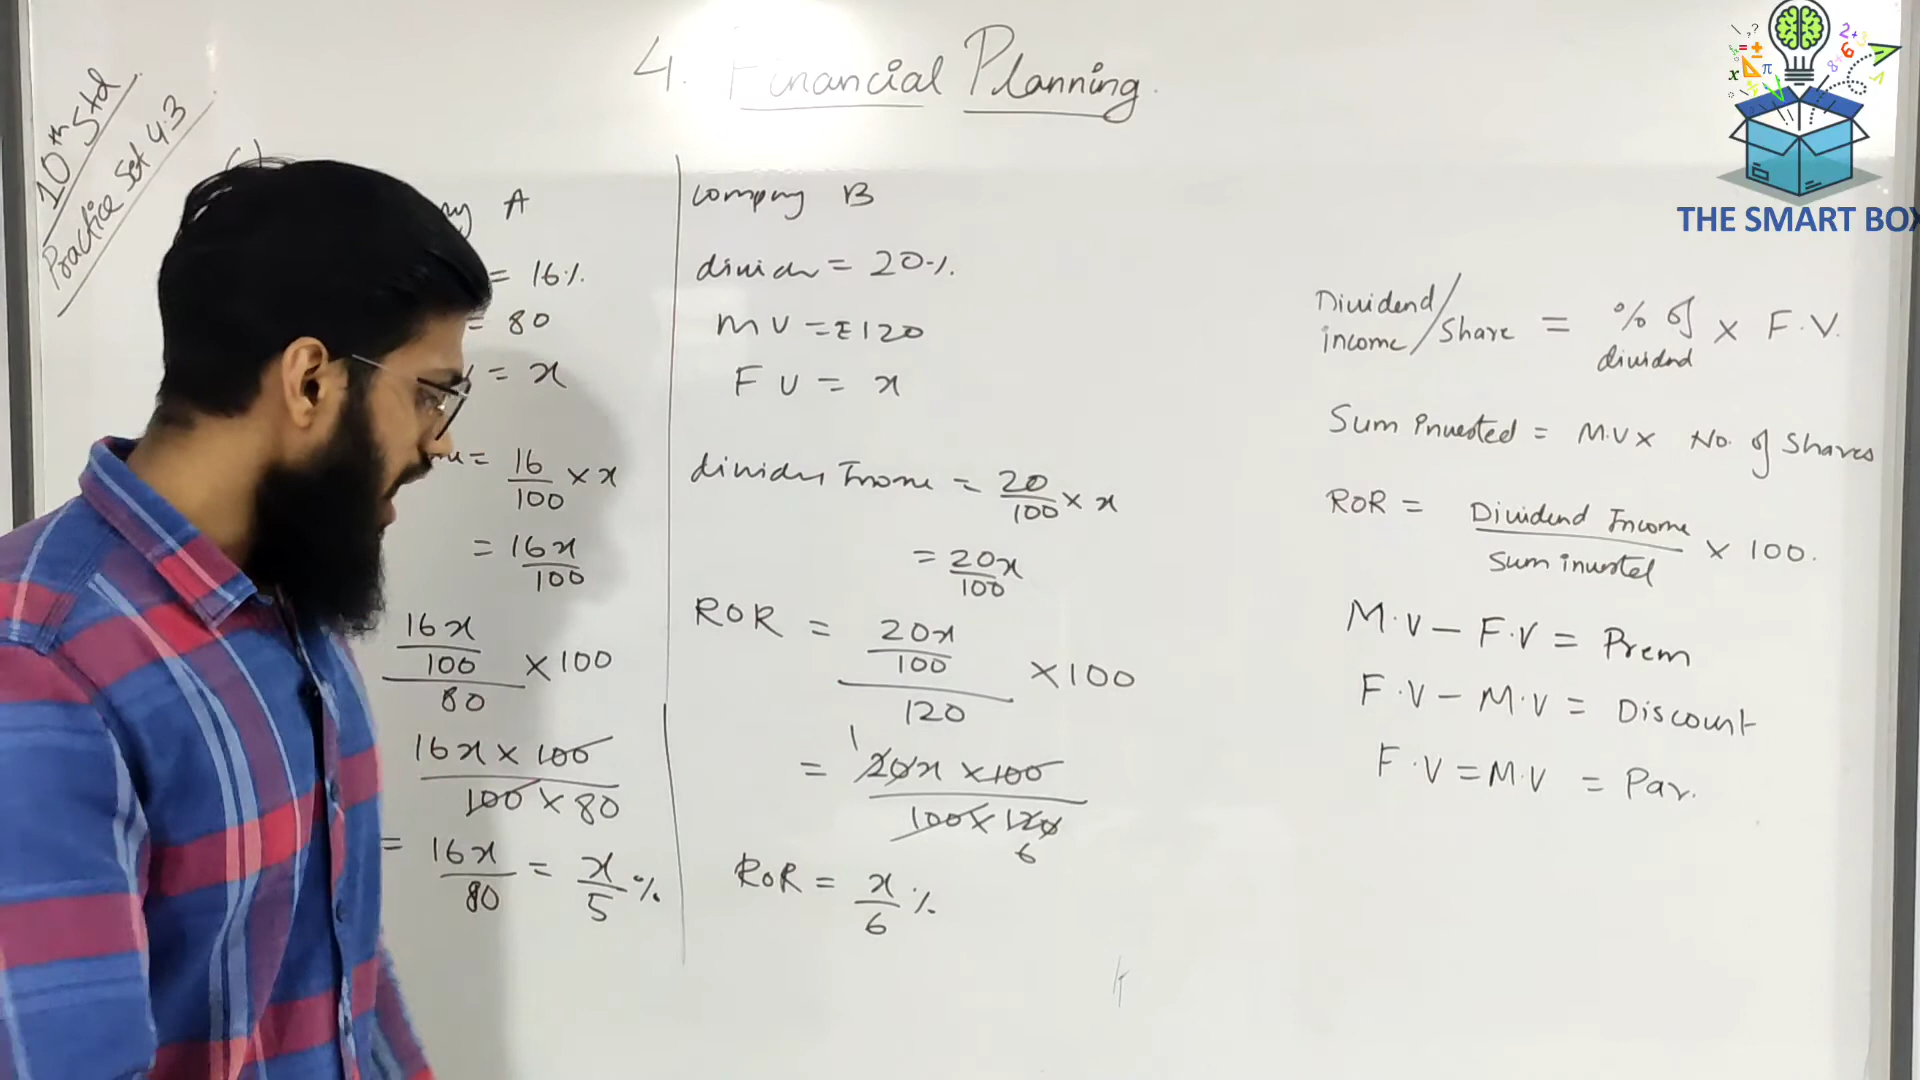 4. Financial Planning.
10th Std
Practice Set 4.3
A
= 16%
= 80
= x
= 16/100 × x
= 16x/100
16x/100 / 80 × 100
16x × 100 / 100 × 80
= 16x/80 = x/5 %
Company B
= 20%.
MV = ₹120
FV = x
= 20/100 × x
= 20x/100
ROR = 20x/100 / 120 × 100
1
= 20x × 100 / 100 × 120
6
ROR = x/6 %
Dividend income/Share = % of dividend × F.V.
Sum Invested = M.V × No. of Shares
ROR = Dividend Income / Sum invested × 100.
M.V – F.V = Prem
F.V – M.V = Discount
F.V = M.V = Par.
THE SMART BOX